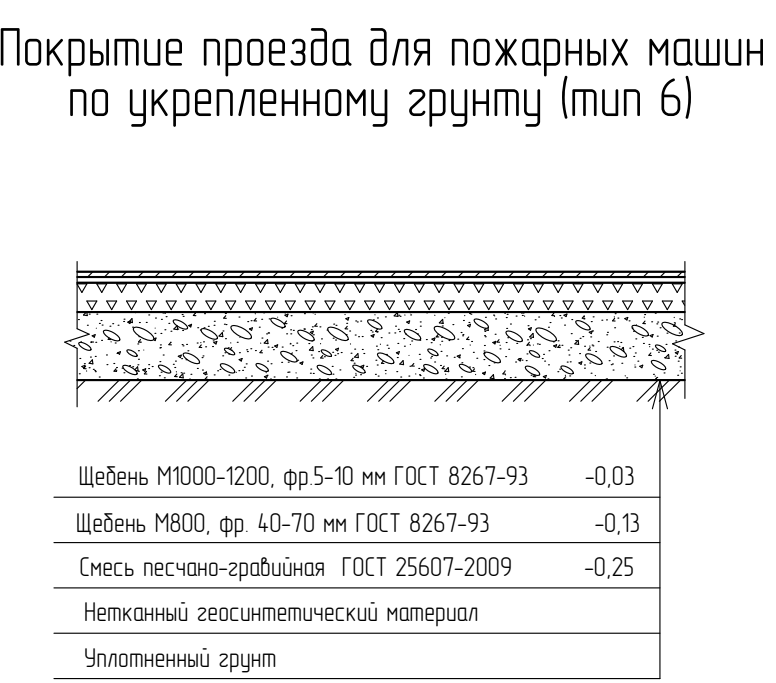 Покрытие проезда для пожарных машин
по укрепленному грунту (тип 6)
Щебень М1000-1200, фр.5-10 мм ГОСТ 8267-93 -0,03
Щебень М800, фр. 40-70 мм ГОСТ 8267-93 -0,13
Смесь песчано-гравийная ГОСТ 25607-2009 -0,25
Нетканный геосинтетический материал
Уплотненный грунт